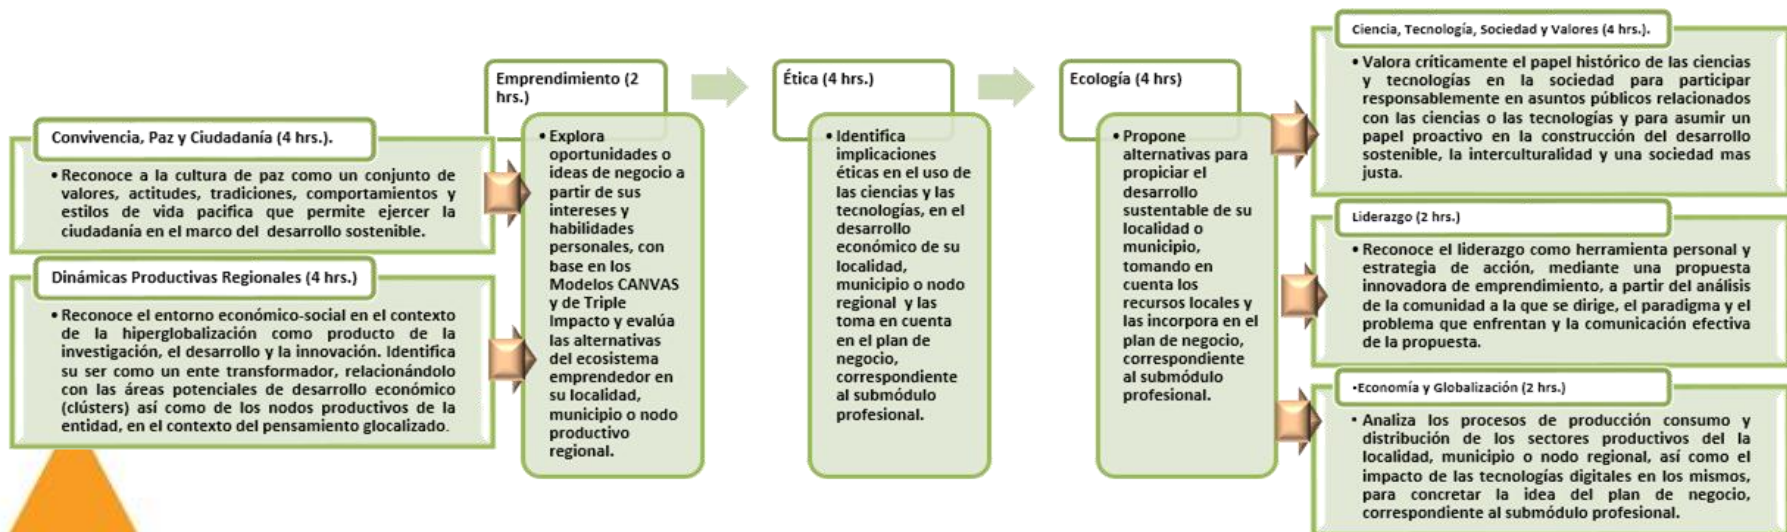 Convivencia, Paz y Ciudadanía (4 hrs.).
• Reconoce a la cultura de paz como un conjunto de
valores, actitudes, tradiciones, comportamientos y
estilos de vida pacifica que permite ejercer la
ciudadanía en el marco del desarrollo sostenible.
Dinámicas Productivas Regionales (4 hrs.)
• Reconoce el entorno económico-social en el contexto
de la hiperglobalización como producto de la
investigación, el desarrollo y la innovación. Identifica
su ser como un ente transformador, relacionándolo
con las áreas potenciales de desarrollo económico
(clústers) así como de los nodos productivos de la
entidad, en el contexto del pensamiento glocalizado.
Emprendimiento (2
hrs.)
• Explora
oportunidades o
ideas de negocio a
partir de sus
intereses y
habilidades
personales, con
base en los
Modelos CANVAS
y de Triple
Impacto y evalúa
las alternativas
del ecosistema
emprendedor en
su localidad,
municipio o nodo
productivo
regional.
Ética (4 hrs.)
• Identifica
implicaciones
éticas en el uso de
las ciencias y las
tecnologías, en el
desarrollo
económico de su
localidad,
municipio o nodo
regional y las
toma en cuenta
en el plan de
negocio,
correspondiente
al submódulo
profesional.
Ecología (4 hrs)
• Propone
alternativas para
propiciar el
desarrollo
sustentable de su
localidad o
municipio,
tomando en
cuenta los
recursos locales y
las incorpora en el
plan de negocio,
correspondiente
al submódulo
profesional.
Ciencia, Tecnología, Sociedad y Valores (4 hrs.).
• Valora críticamente el papel histórico de las ciencias
y tecnologías en la sociedad para participar
responsablemente en asuntos públicos relacionados
con las ciencias o las tecnologías y para asumir un
papel proactivo en la construcción del desarrollo
sostenible, la interculturalidad y una sociedad mas
justa.
Liderazgo (2 hrs.)
• Reconoce el liderazgo como herramienta personal y
estrategia de acción, mediante una propuesta
innovadora de emprendimiento, a partir del análisis
de la comunidad a la que se dirige, el paradigma y el
problema que enfrentan y la comunicación efectiva
de la propuesta.
•Economía y Globalización (2 hrs.)
• Analiza los procesos de producción consumo y
distribución de los sectores productivos del la
localidad, municipio o nodo regional, así como el
impacto de las tecnologías digitales en los mismos,
para concretar la idea del plan de negocio,
correspondiente al submódulo profesional.